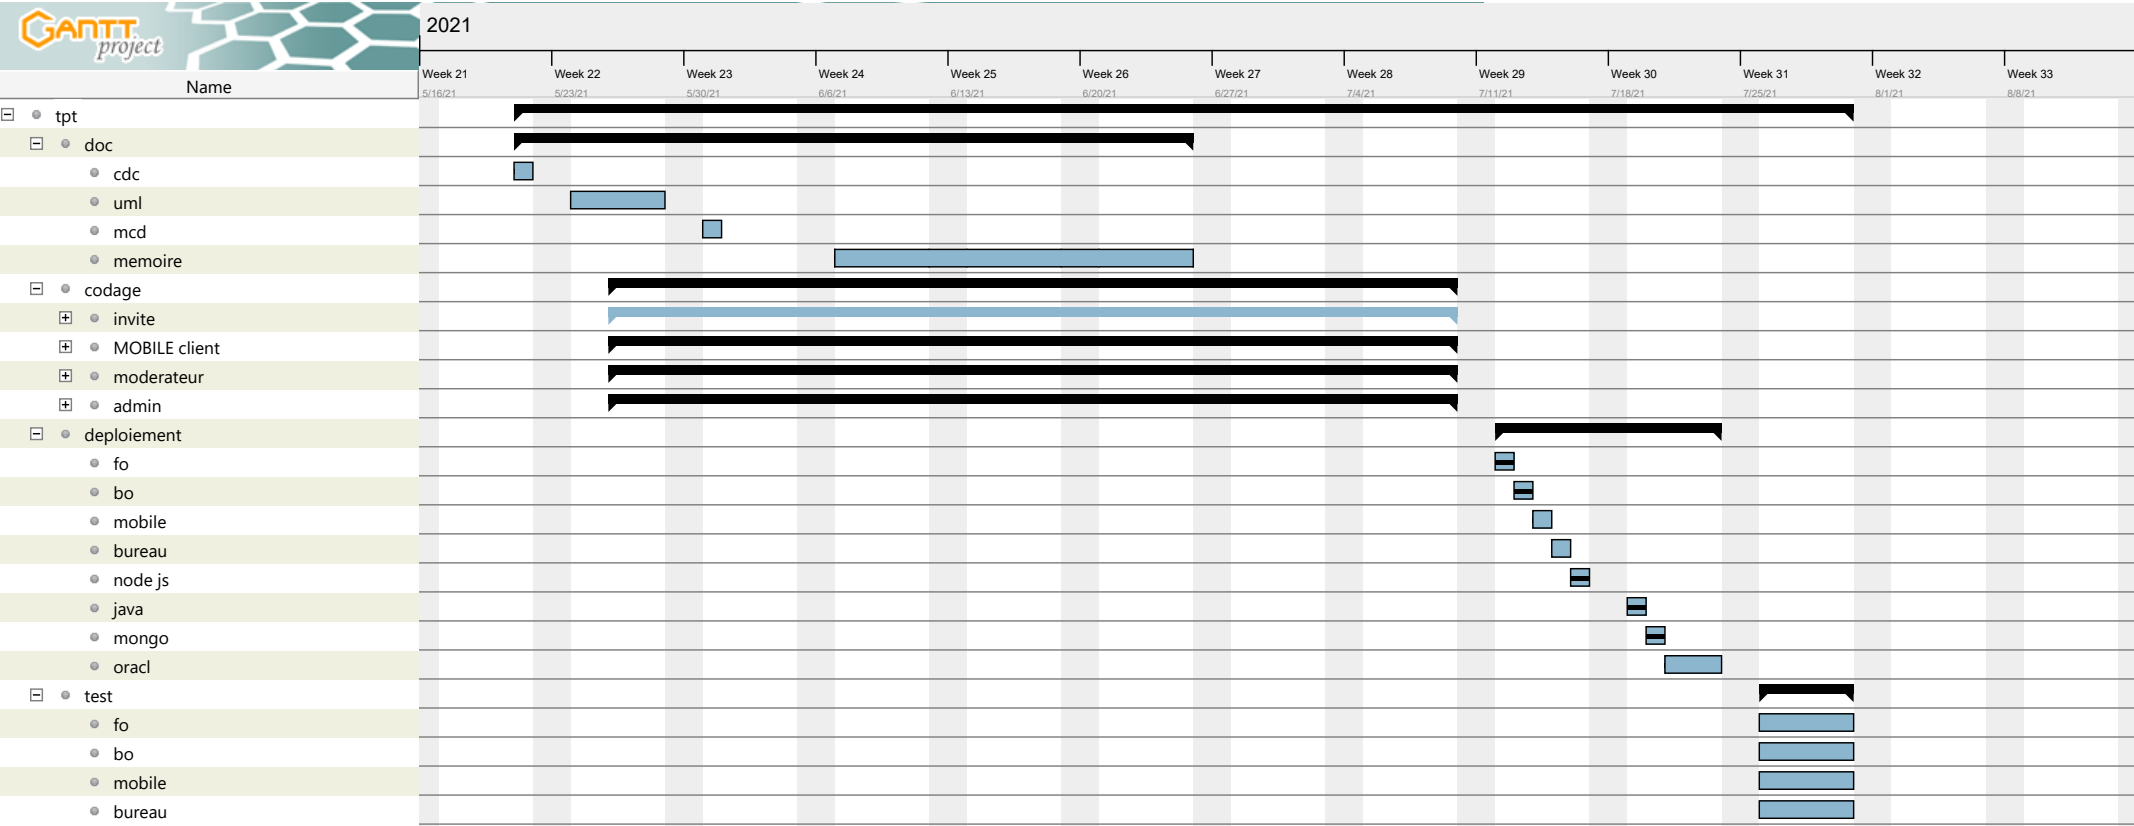 GANTT
project
2021
Week 21 Week 22 Week 23 Week 24 Week 25 Week 26 Week 27 Week 28 Week 29 Week 30 Week 31 Week 32 Week 33
Name
5/16/21 5/23/21 5/30/21 6/6/21 6/13/21 6/20/21 6/27/21 7/4/21 7/11/21 7/18/21 7/25/21 8/1/21 8/8/21
tpt
doc
cdc
uml
mcd
memoire
codage
invite
MOBILE client
moderateur
admin
deploiement
fo
bo
mobile
bureau
node js
java
mongo
oracl
test
fo
bo
mobile
bureau